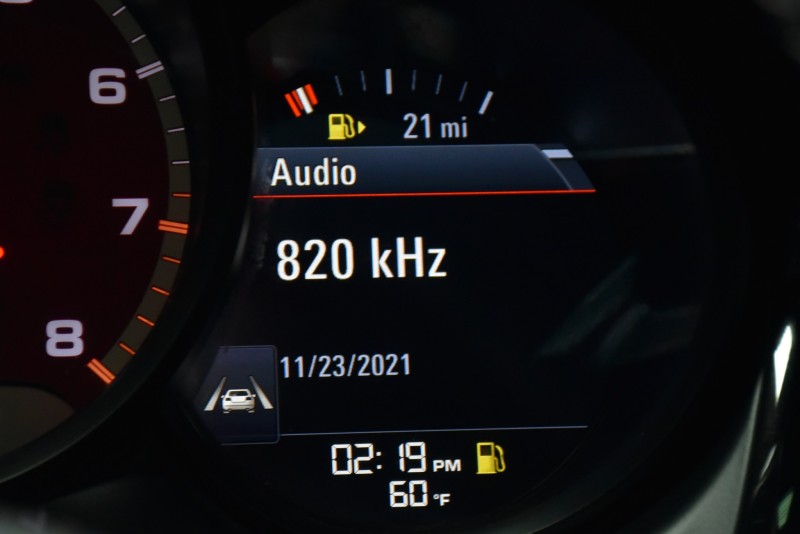 6
21 mi
Audio
7
820 kHz
8
11/23/2021
02:19 PM
60 °F